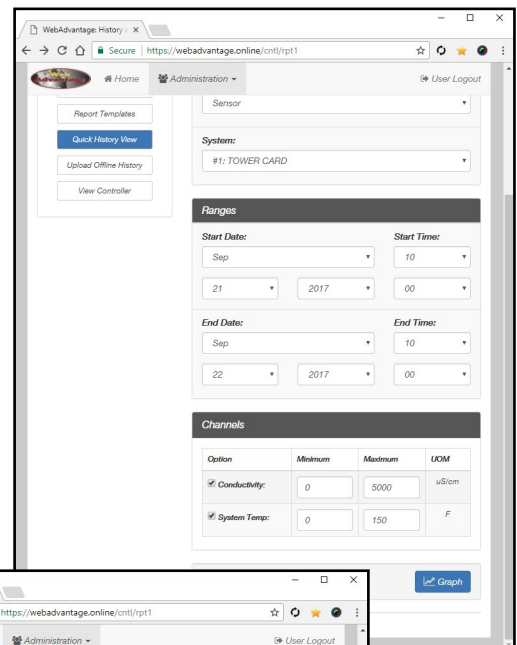 WebAdvantage: History
Secure | https://webadvantage.online/cntl/rpt1
Home Administration User Logout
Report Templates
Quick History View
Upload Offline History
View Controller
Sensor
System:
#1: TOWER CARD
Ranges
Start Date: Start Time:
Sep 10
21 2017 00
End Date: End Time:
Sep 10
22 2017 00
Channels
Option Minimum Maximum UOM
Conductivity: 0 5000 uS/cm
System Temp: 0 150 F
Graph
https://webadvantage.online/cntl/rpt1
Administration User Logout